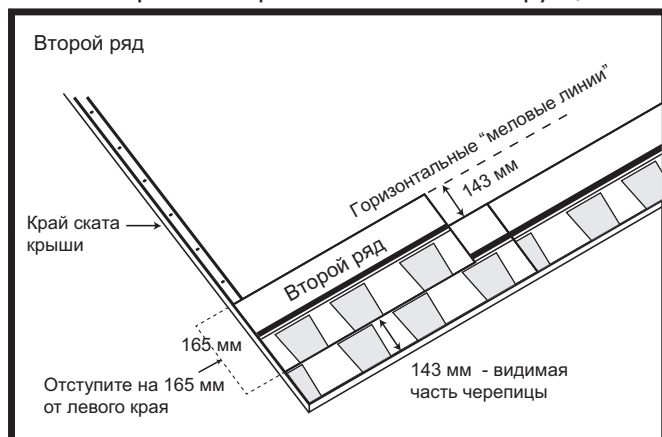 Второй ряд
Горизонтальные “меловые линии”
143 мм
Край ската
крыши
Второй ряд
165 мм
Отступите на 165 мм
от левого края
143 мм - видимая
часть черепицы